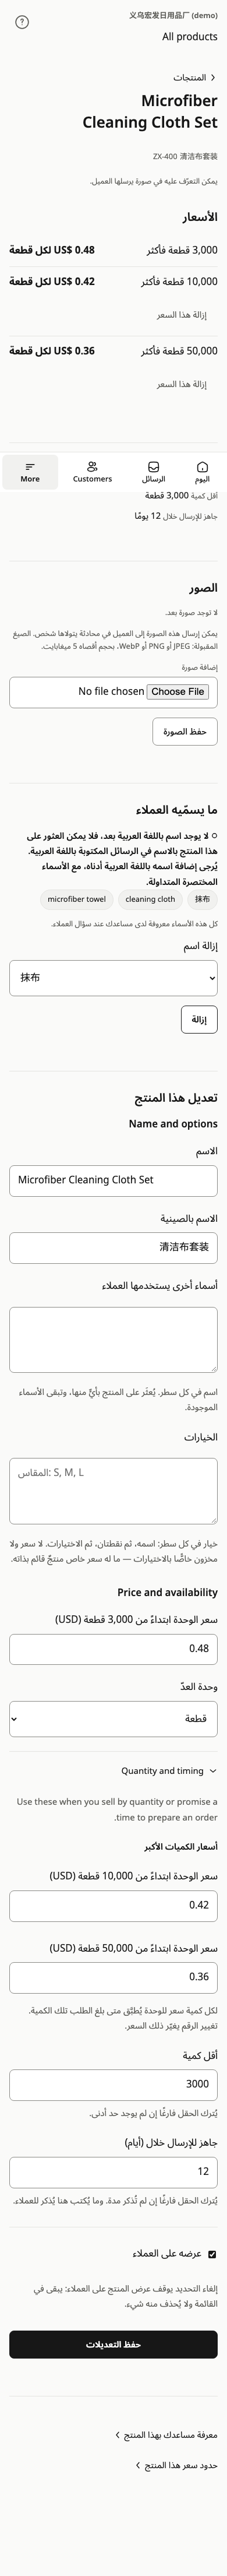 义乌宏发日用品厂 (demo)
?
All products
المنتجات
Microfiber
Cleaning Cloth Set
ZX-400 清洁布套装
يمكن التعرّف عليه في صورة يرسلها العميل.
الأسعار
3,000 قطعة فأكثر US$ 0.48 لكل قطعة
10,000 قطعة فأكثر US$ 0.42 لكل قطعة
إزالة هذا السعر
50,000 قطعة فأكثر US$ 0.36 لكل قطعة
إزالة هذا السعر
اليوم
الرسائل
Customers
More
أقل كمية 3,000 قطعة
جاهز للإرسال خلال 12 يومًا
الصور
لا توجد صورة بعد.
يمكن إرسال هذه الصورة إلى العميل في محادثة يتولاها شخص. الصيغ
المقبولة: JPEG أو PNG أو WebP، بحجم أقصاه 5 ميغابايت.
إضافة صورة
Choose File No file chosen
حفظ الصورة
ما يسمّيه العملاء
لا يوجد اسم باللغة العربية بعد، فلا يمكن العثور على
هذا المنتج بالاسم في الرسائل المكتوبة باللغة العربية.
يُرجى إضافة اسمه باللغة العربية أدناه، مع الأسماء
المختصرة المتداولة.
抹布
cleaning cloth
microfiber towel
كل هذه الأسماء معروفة لدى مساعدك عند سؤال العملاء.
إزالة اسم
抹布
إزالة
تعديل هذا المنتج
Name and options
الاسم
Microfiber Cleaning Cloth Set
الاسم بالصينية
清洁布套装
أسماء أخرى يستخدمها العملاء
اسم في كل سطر. يُعثر على المنتج بأيٍّ منها، وتبقى الأسماء
الموجودة.
الخيارات
المقاس: S, M, L
خيار في كل سطر: اسمه، ثم نقطتان، ثم الاختيارات. لا سعر ولا
مخزون خاصًّا بالاختيارات — ما له سعر خاص منتجٌ قائم بذاته.
Price and availability
سعر الوحدة ابتداءً من 3,000 قطعة (USD)
0.48
وحدة العدّ
قطعة
Quantity and timing
Use these when you sell by quantity or promise a
time to prepare an order.
أسعار الكميات الأكبر
سعر الوحدة ابتداءً من 10,000 قطعة (USD)
0.42
سعر الوحدة ابتداءً من 50,000 قطعة (USD)
0.36
لكل كمية سعر للوحدة يُطبَّق متى بلغ الطلب تلك الكمية.
تغيير الرقم يغيّر ذلك السعر.
أقل كمية
3000
يُترك الحقل فارغًا إن لم يوجد حد أدنى.
جاهز للإرسال خلال (أيام)
12
يُترك الحقل فارغًا إن لم تُذكر مدة. وما يُكتب هنا يُذكر للعملاء.
عرضه على العملاء
إلغاء التحديد يوقف عرض المنتج على العملاء: يبقى في
القائمة ولا يُحذف منه شيء.
حفظ التعديلات
معرفة مساعدك بهذا المنتج
حدود سعر هذا المنتج